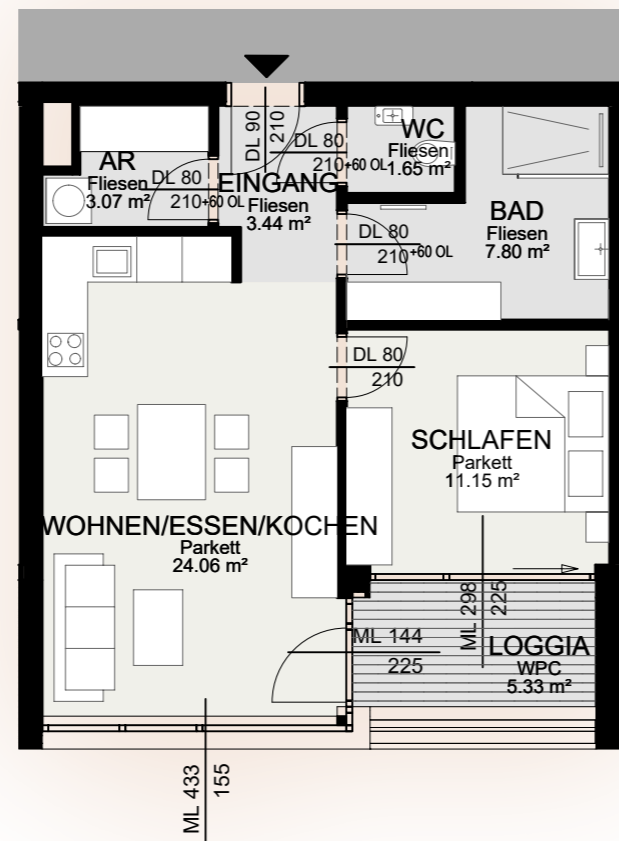 DL 90
210
DL 80
210+60 OL
WC
Fliesen
1.65 m²
AR
Fliesen
3.07 m²
DL 80
210+60 OL
EINGANG
Fliesen
3.44 m²
BAD
Fliesen
7.80 m²
DL 80
210+60 OL
DL 80
210
SCHLAFEN
Parkett
11.15 m²
WOHNEN/ESSEN/KOCHEN
Parkett
24.06 m²
ML 298
225
ML 144
225
LOGGIA
WPC
5.33 m²
ML 433
155